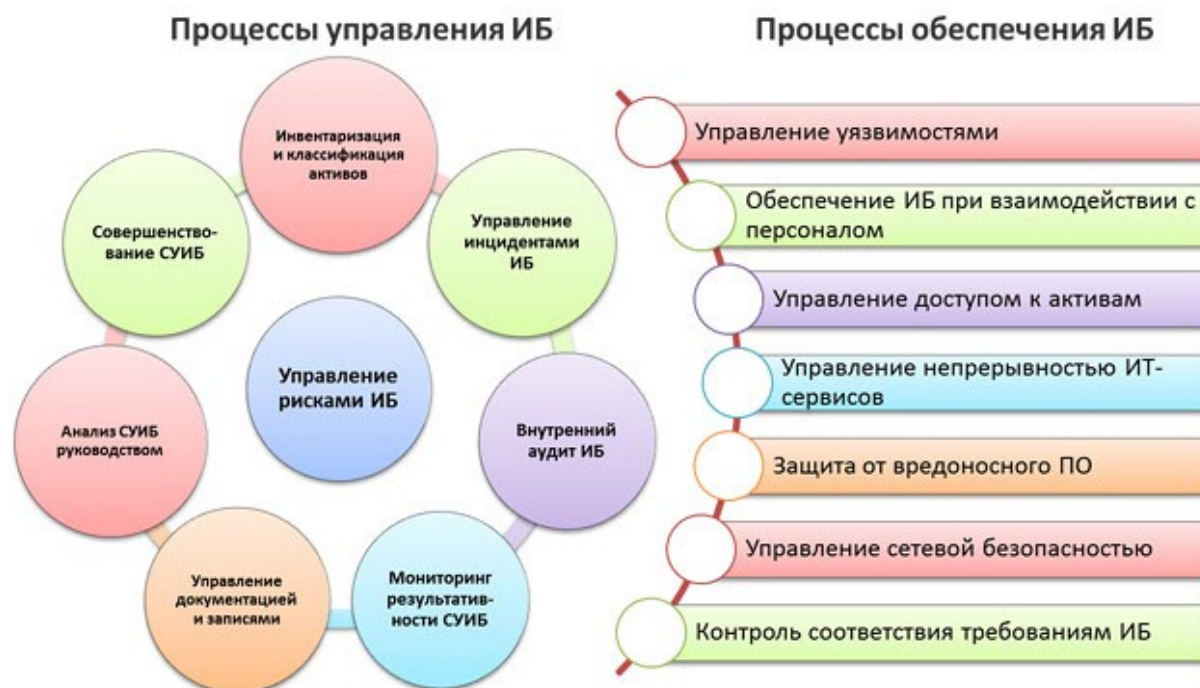 Процессы управления ИБ
Инвентаризация
и классификация
активов
Управление
инцидентами
ИБ
Внутренний
аудит ИБ
Мониторинг
результатив-
ности СУИБ
Управление
документацией
и записями
Анализ СУИБ
руководством
Совершенство-
вание СУИБ
Управление
рисками ИБ
Процессы обеспечения ИБ
Управление уязвимостями
Обеспечение ИБ при взаимодействии с
персоналом
Управление доступом к активам
Управление непрерывностью ИТ-
сервисов
Защита от вредоносного ПО
Управление сетевой безопасностью
Контроль соответствия требованиям ИБ